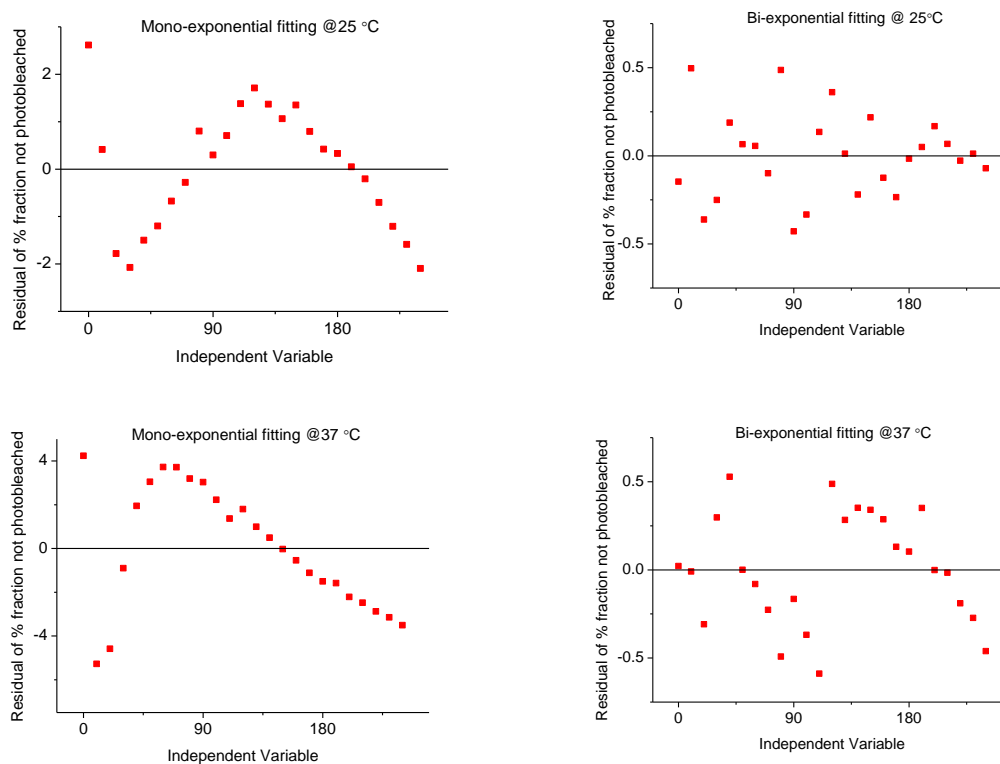 Mono-exponential fitting @25 °C
Residual of % fraction not photobleached
2
0
-2
0
90
180
Independent Variable
Bi-exponential fitting @ 25°C
Residual of % fraction not photobleached
0.5
0.0
-0.5
0
90
180
Independent Variable
Mono-exponential fitting @37 °C
Residual of % fraction not photobleached
4
0
-4
0
90
180
Independent Variable
Bi-exponential fitting @37 °C
Residual of % fraction not photobleached
0.5
0.0
-0.5
0
90
180
Independent Variable